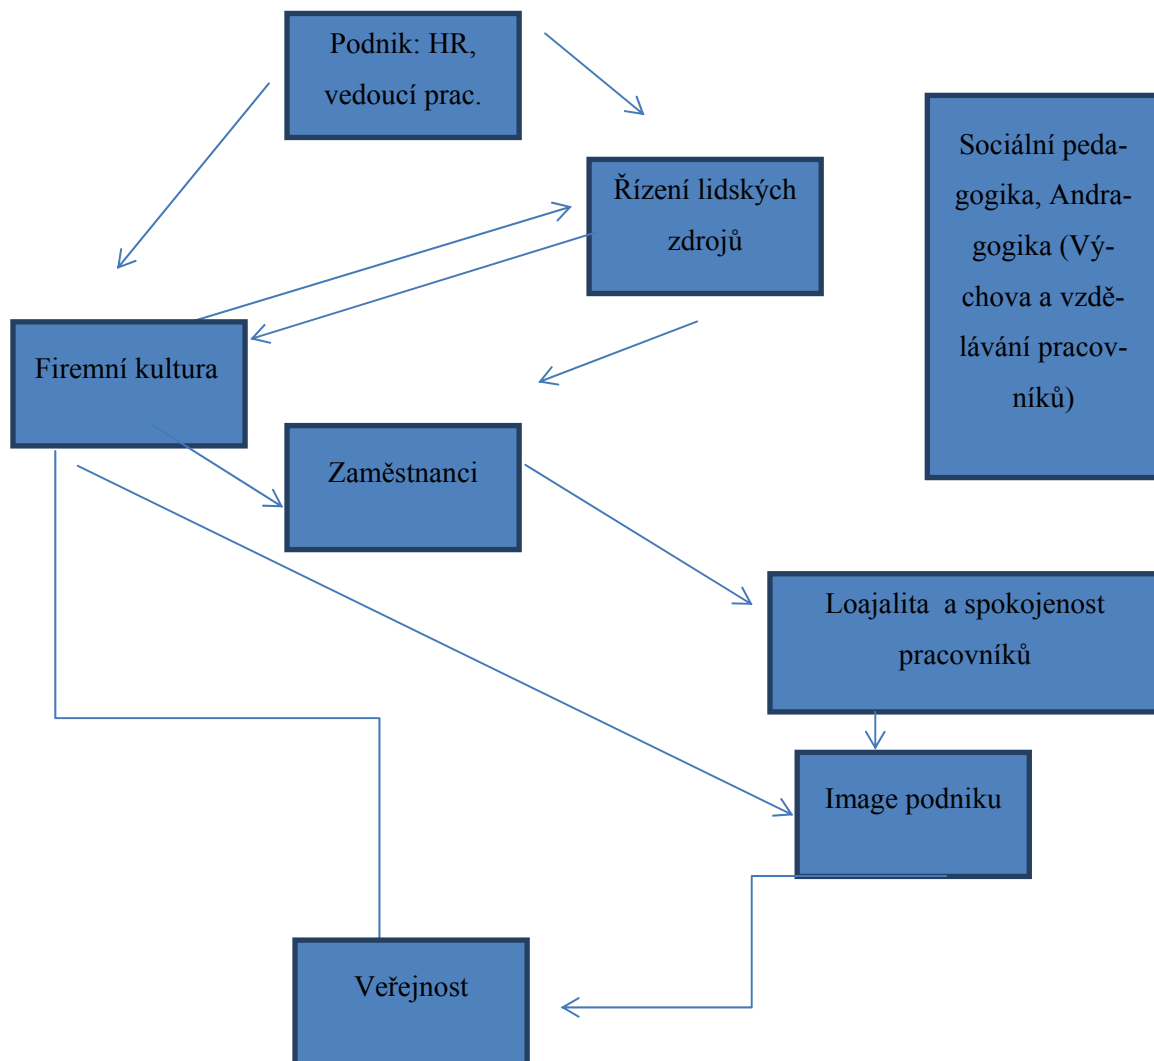 Podnik: HR,
vedoucí prac.
Sociální peda-
gogika, Andra-
gogika (Vý-
chova a vzdě-
lávání pracov-
níků)
Řízení lidských
zdrojů
Firemní kultura
Zaměstnanci
Loajalita  a spokojenost
pracovníků
Image podniku
Veřejnost